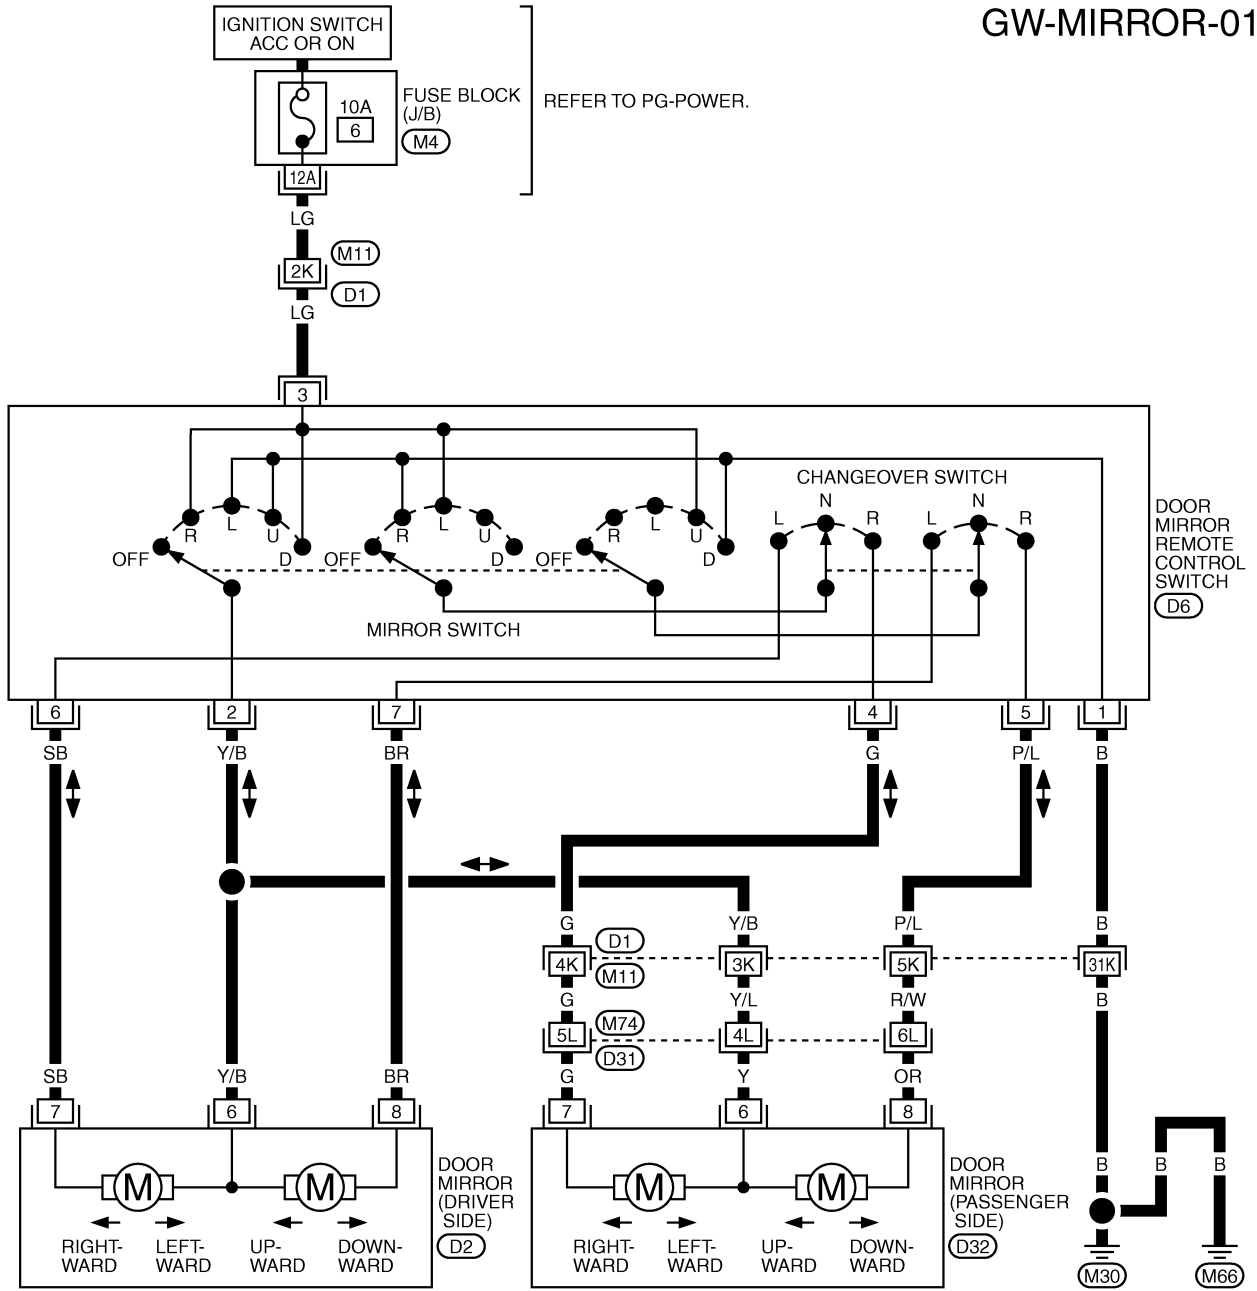 GW-MIRROR-01
IGNITION SWITCH
ACC OR ON
FUSE BLOCK
(J/B)
M4
10A
6
REFER TO PG-POWER.
12A
LG
M11
2K
D1
LG
3
CHANGEOVER SWITCH
N
N
L
R
L
R
R
L
U
D
OFF
R
L
U
D
OFF
R
L
U
D
OFF
DOOR
MIRROR
REMOTE
CONTROL
SWITCH
D6
MIRROR SWITCH
6
2
7
4
5
1
SB
Y/B
BR
G
P/L
B
G
Y/B
P/L
B
D1
4K
3K
5K
31K
M11
G
Y/L
R/W
B
M74
5L
4L
6L
D31
SB
Y/B
BR
G
Y
OR
7
6
8
7
6
8
M
M
M
M
DOOR
MIRROR
(DRIVER
SIDE)
D2
DOOR
MIRROR
(PASSENGER
SIDE)
D32
RIGHT-
WARD
LEFT-
WARD
UP-
WARD
DOWN-
WARD
RIGHT-
WARD
LEFT-
WARD
UP-
WARD
DOWN-
WARD
B
B
B
M30
M66